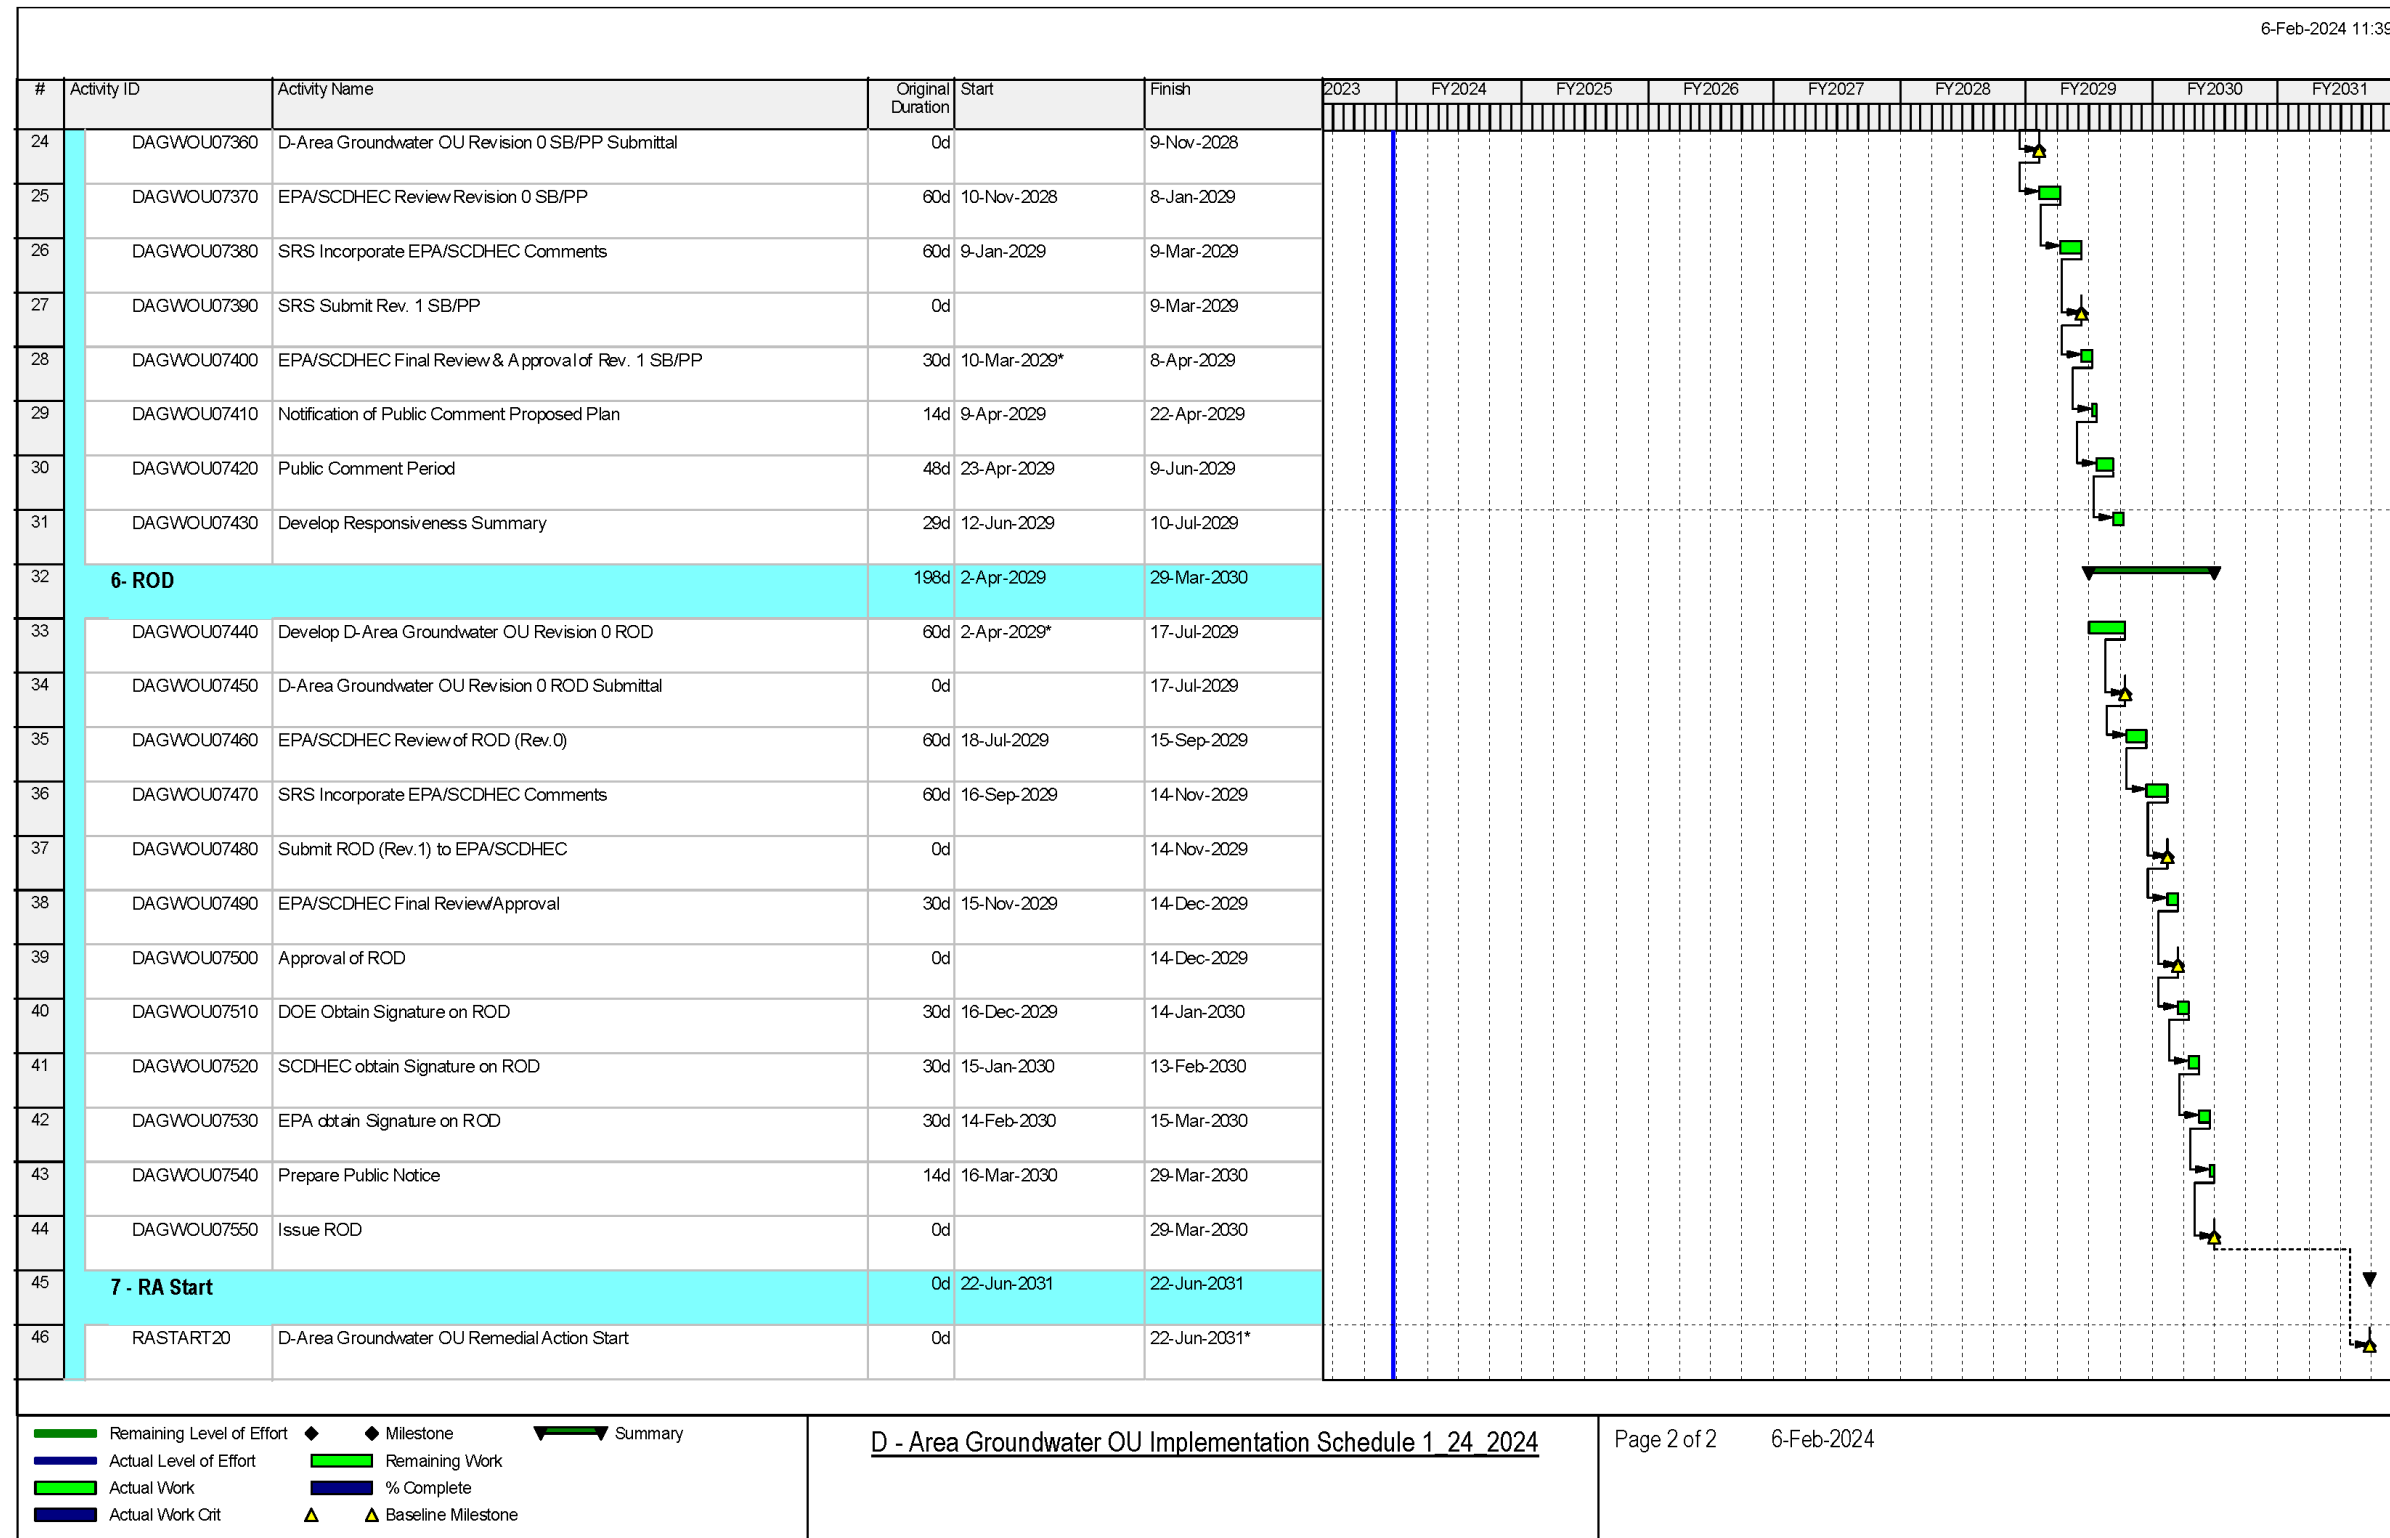 6-Feb-2024 11:39
# Activity ID Activity Name Original Duration Start Finish 2023 FY2024 FY2025 FY2026 FY2027 FY2028 FY2029 FY2030 FY2031
24 DAGWOU07360 D-Area Groundwater OU Revision 0 SB/PP Submittal 0d 9-Nov-2028
25 DAGWOU07370 EPA/SCDHEC Review Revision 0 SB/PP 60d 10-Nov-2028 8-Jan-2029
26 DAGWOU07380 SRS Incorporate EPA/SCDHEC Comments 60d 9-Jan-2029 9-Mar-2029
27 DAGWOU07390 SRS Submit Rev. 1 SB/PP 0d 9-Mar-2029
28 DAGWOU07400 EPA/SCDHEC Final Review & Approval of Rev. 1 SB/PP 30d 10-Mar-2029* 8-Apr-2029
29 DAGWOU07410 Notification of Public Comment Proposed Plan 14d 9-Apr-2029 22-Apr-2029
30 DAGWOU07420 Public Comment Period 48d 23-Apr-2029 9-Jun-2029
31 DAGWOU07430 Develop Responsiveness Summary 29d 12-Jun-2029 10-Jul-2029
32 6- ROD 198d 2-Apr-2029 29-Mar-2030
33 DAGWOU07440 Develop D-Area Groundwater OU Revision 0 ROD 60d 2-Apr-2029* 17-Jul-2029
34 DAGWOU07450 D-Area Groundwater OU Revision 0 ROD Submittal 0d 17-Jul-2029
35 DAGWOU07460 EPA/SCDHEC Review of ROD (Rev.0) 60d 18-Jul-2029 15-Sep-2029
36 DAGWOU07470 SRS Incorporate EPA/SCDHEC Comments 60d 16-Sep-2029 14-Nov-2029
37 DAGWOU07480 Submit ROD (Rev.1) to EPA/SCDHEC 0d 14-Nov-2029
38 DAGWOU07490 EPA/SCDHEC Final Review/Approval 30d 15-Nov-2029 14-Dec-2029
39 DAGWOU07500 Approval of ROD 0d 14-Dec-2029
40 DAGWOU07510 DOE Obtain Signature on ROD 30d 16-Dec-2029 14-Jan-2030
41 DAGWOU07520 SCDHEC obtain Signature on ROD 30d 15-Jan-2030 13-Feb-2030
42 DAGWOU07530 EPA obtain Signature on ROD 30d 14-Feb-2030 15-Mar-2030
43 DAGWOU07540 Prepare Public Notice 14d 16-Mar-2030 29-Mar-2030
44 DAGWOU07550 Issue ROD 0d 29-Mar-2030
45 7 - RA Start 0d 22-Jun-2031 22-Jun-2031
46 RASTART20 D-Area Groundwater OU Remedial Action Start 0d 22-Jun-2031*
Remaining Level of Effort Milestone Summary
Actual Level of Effort Remaining Work
Actual Work % Complete
Actual Work Crit Baseline Milestone
D - Area Groundwater OU Implementation Schedule 1_24_2024
Page 2 of 2 6-Feb-2024